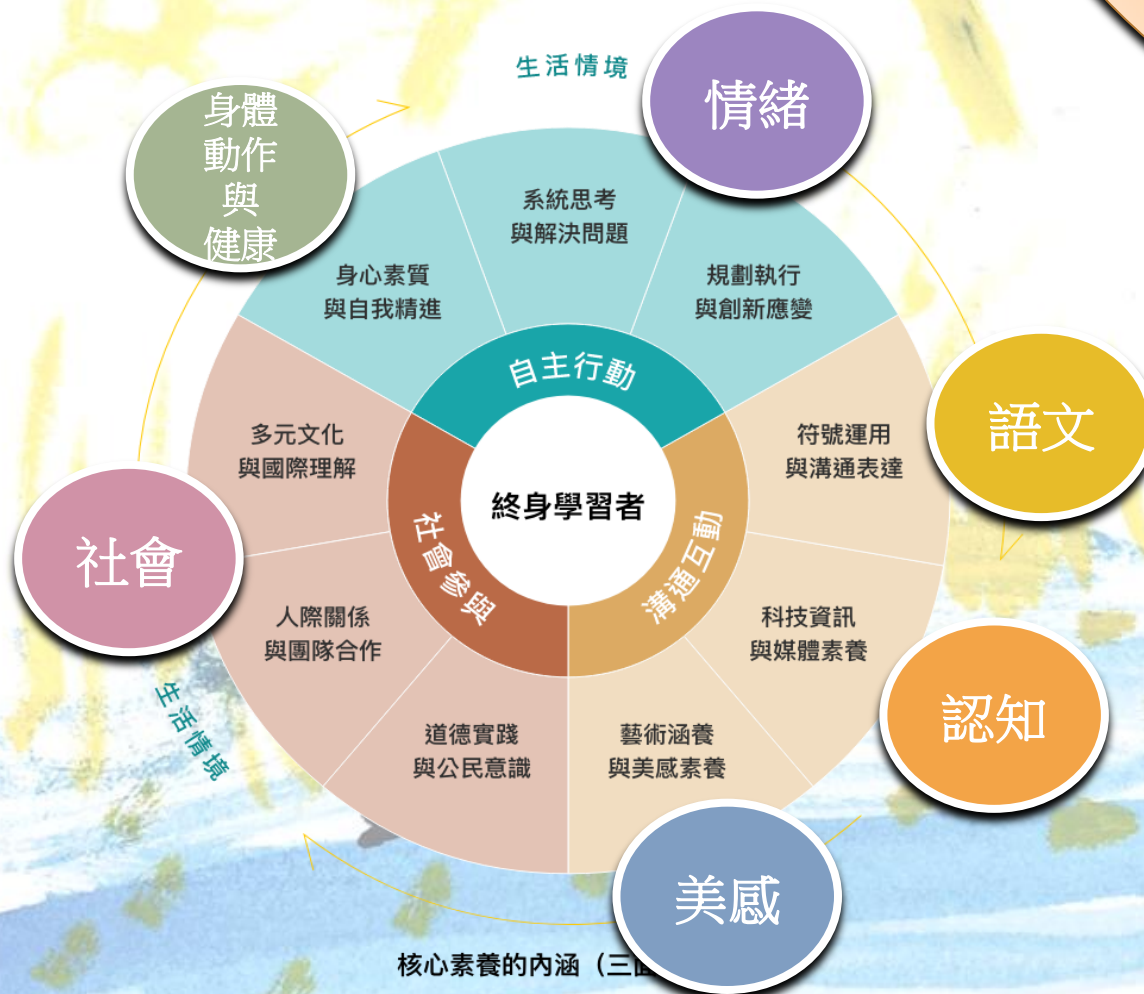 生活情境
情緒
身體
動作
與
健康
系統思考
與解決問題
身心素質
與自我精進
規劃執行
與創新應變
自主行動
多元文化
與國際理解
符號運用
與溝通表達
語文
終身學習者
社會參與
溝通互動
社會
人際關係
與團隊合作
科技資訊
與媒體素養
生活情境
認知
道德實踐
與公民意識
藝術涵養
與美感素養
美感
核心素養的內涵（三